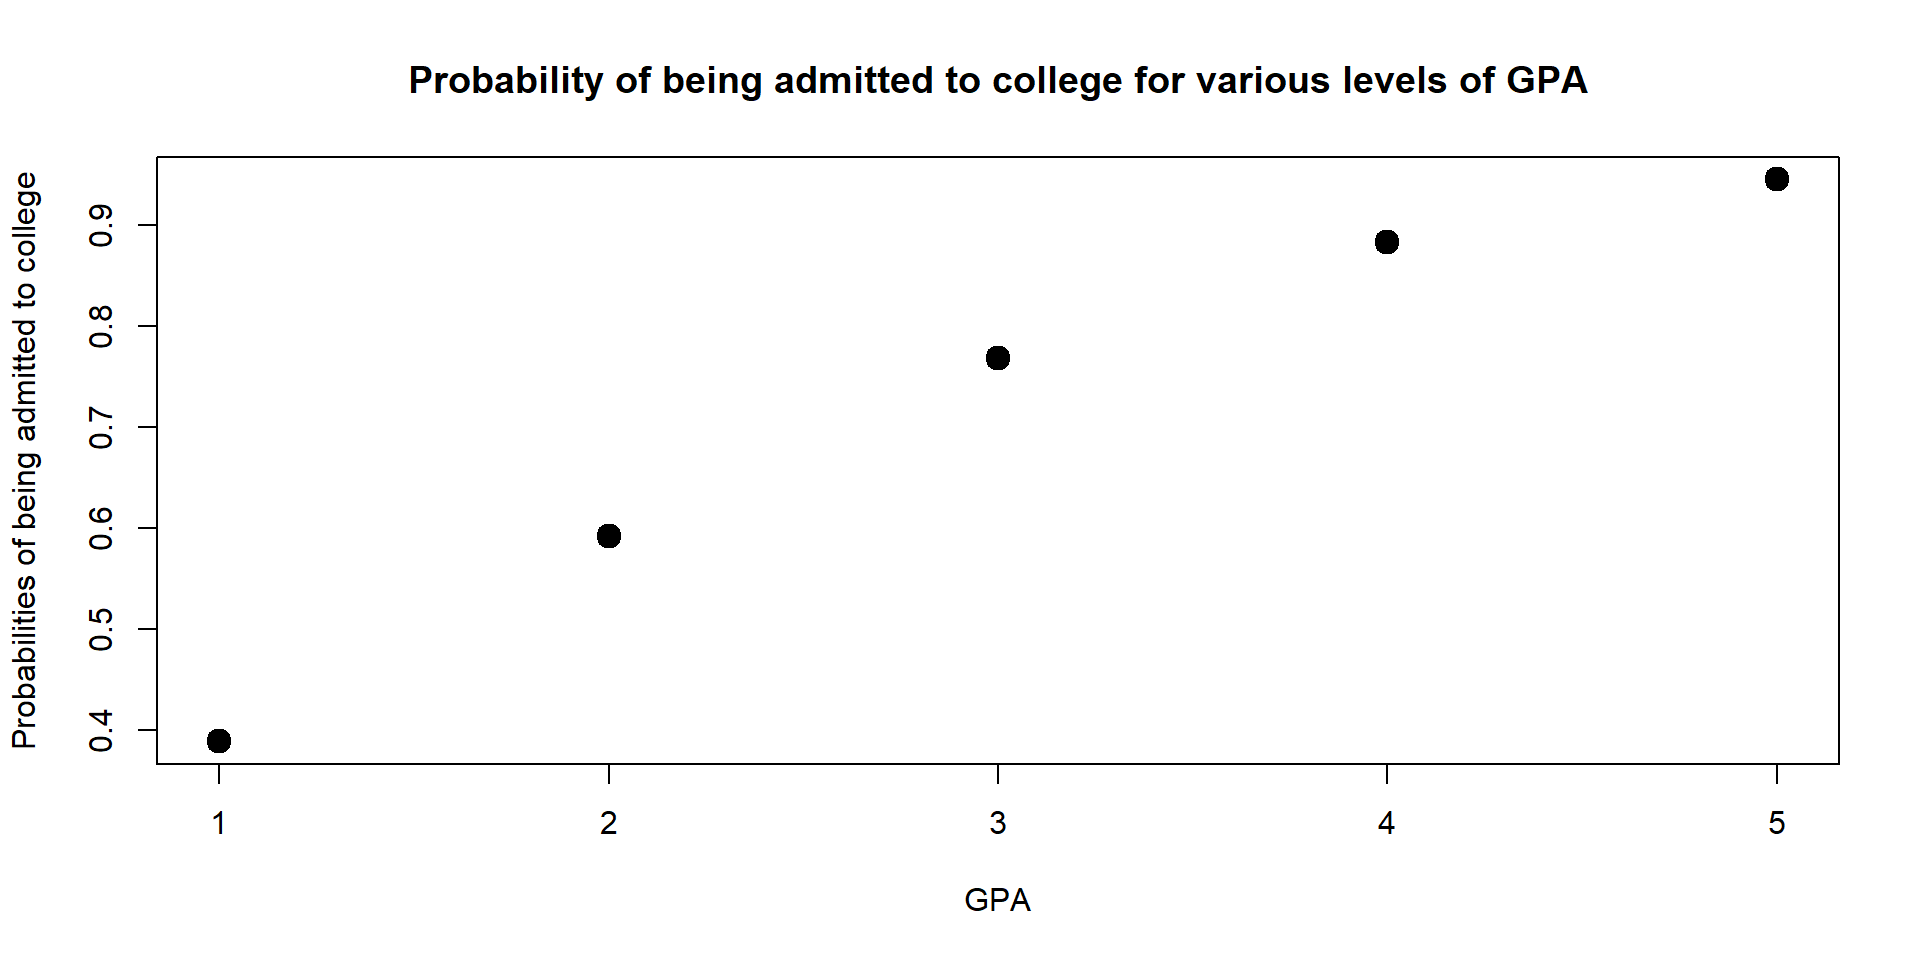 Probability of being admitted to college for various levels of GPA
Probabilities of being admitted to college
0.9
0.8
0.7
0.6
0.5
0.4
1 2 3 4 5
GPA